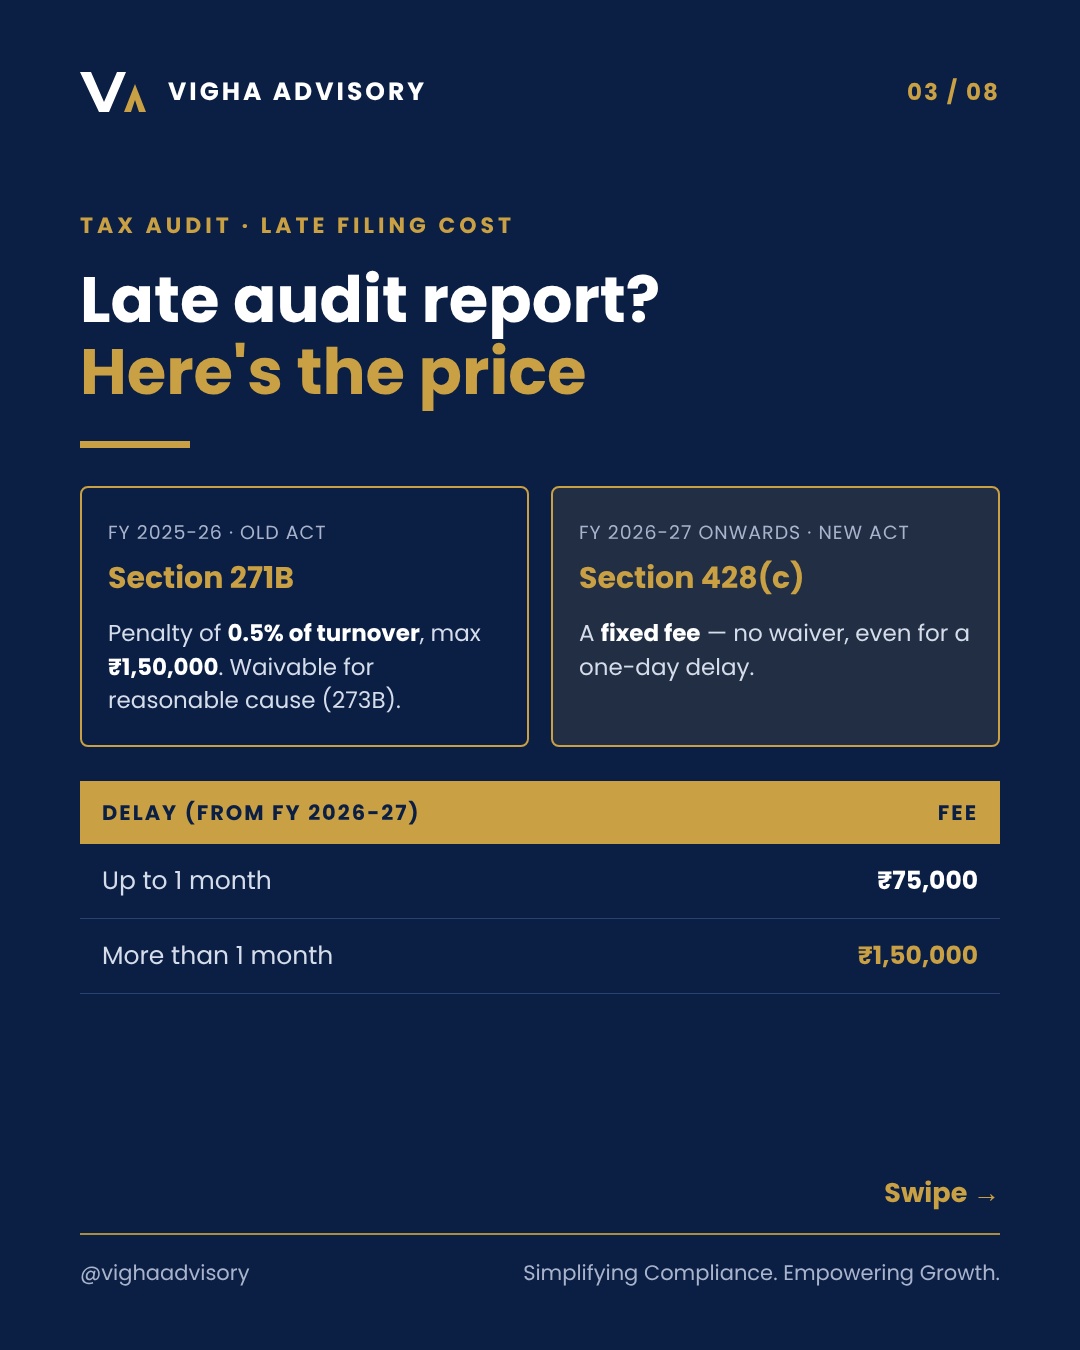 VIGHA ADVISORY
03 / 08
TAX AUDIT · LATE FILING COST
Late audit report?
Here's the price
FY 2025-26 · OLD ACT
Section 271B
Penalty of 0.5% of turnover, max
₹1,50,000. Waivable for
reasonable cause (273B).
FY 2026-27 ONWARDS · NEW ACT
Section 428(c)
A fixed fee — no waiver, even for a
one-day delay.
DELAY (FROM FY 2026-27) FEE
Up to 1 month ₹75,000
More than 1 month ₹1,50,000
Swipe →
@vighaadvisory
Simplifying Compliance. Empowering Growth.